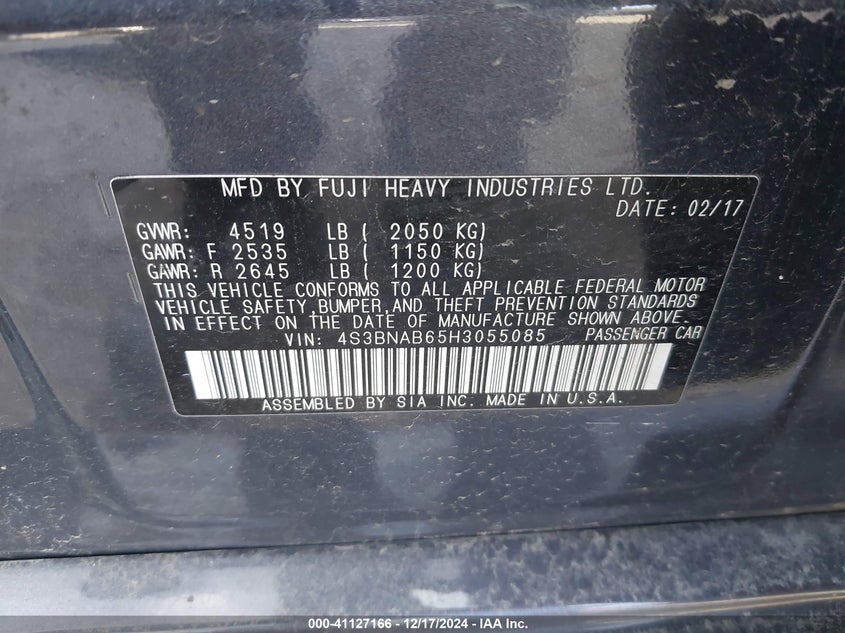 MFD BY FUJI HEAVY INDUSTRIES LTD.
DATE: 02/17
GVWR: 4519 LB ( 2050 KG)
GAWR: F 2535 LB ( 1150 KG)
GAWR: R 2645 LB ( 1200 KG)
THIS VEHICLE CONFORMS TO ALL APPLICABLE FEDERAL MOTOR
VEHICLE SAFETY, BUMPER, AND THEFT PREVENTION STANDARDS
IN EFFECT ON THE DATE OF MANUFACTURE SHOWN ABOVE.
VIN: 4S3BNAB65H3055085 PASSENGER CAR
ASSEMBLED BY SIA INC. MADE IN U.S.A.
000-41127166 - 12/17/2024 - IAA Inc.